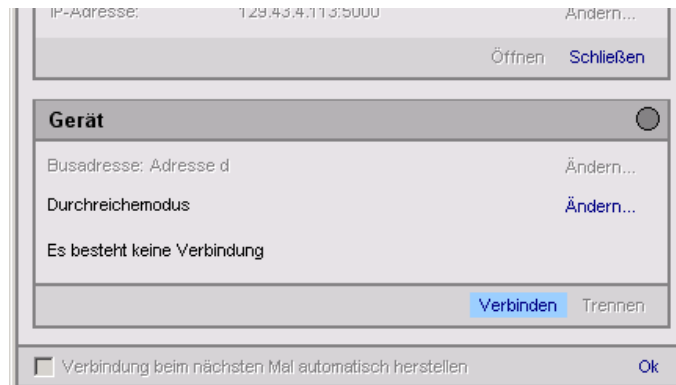 IP-Adresse: 129.43.4.113:5000 Ändern...
Öffnen Schließen
Gerät
Busadresse: Adresse d Ändern...
Durchreichemodus Ändern...
Es besteht keine Verbindung
Verbinden Trennen
Verbindung beim nächsten Mal automatisch herstellen Ok